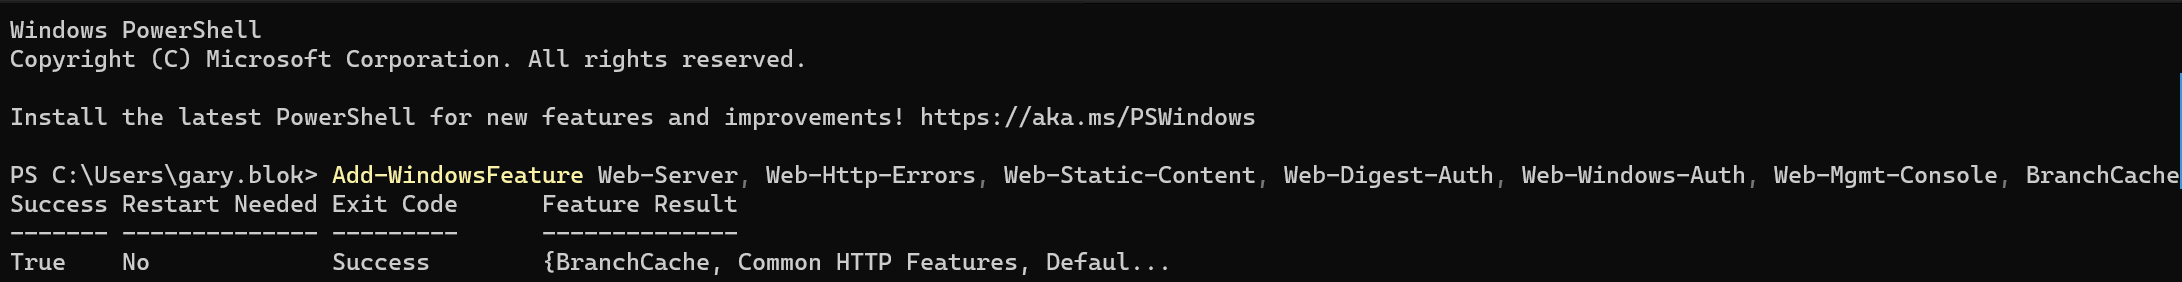 Windows PowerShell
Copyright (C) Microsoft Corporation. All rights reserved.
Install the latest PowerShell for new features and improvements! https://aka.ms/PSWindows
PS C:\Users\gary.blok> Add-WindowsFeature Web-Server, Web-Http-Errors, Web-Static-Content, Web-Digest-Auth, Web-Windows-Auth, Web-Mgmt-Console, BranchCache
Success Restart Needed Exit Code      Feature Result
------- -------------- ---------      --------------
True    No             Success        {BranchCache, Common HTTP Features, Defaul...